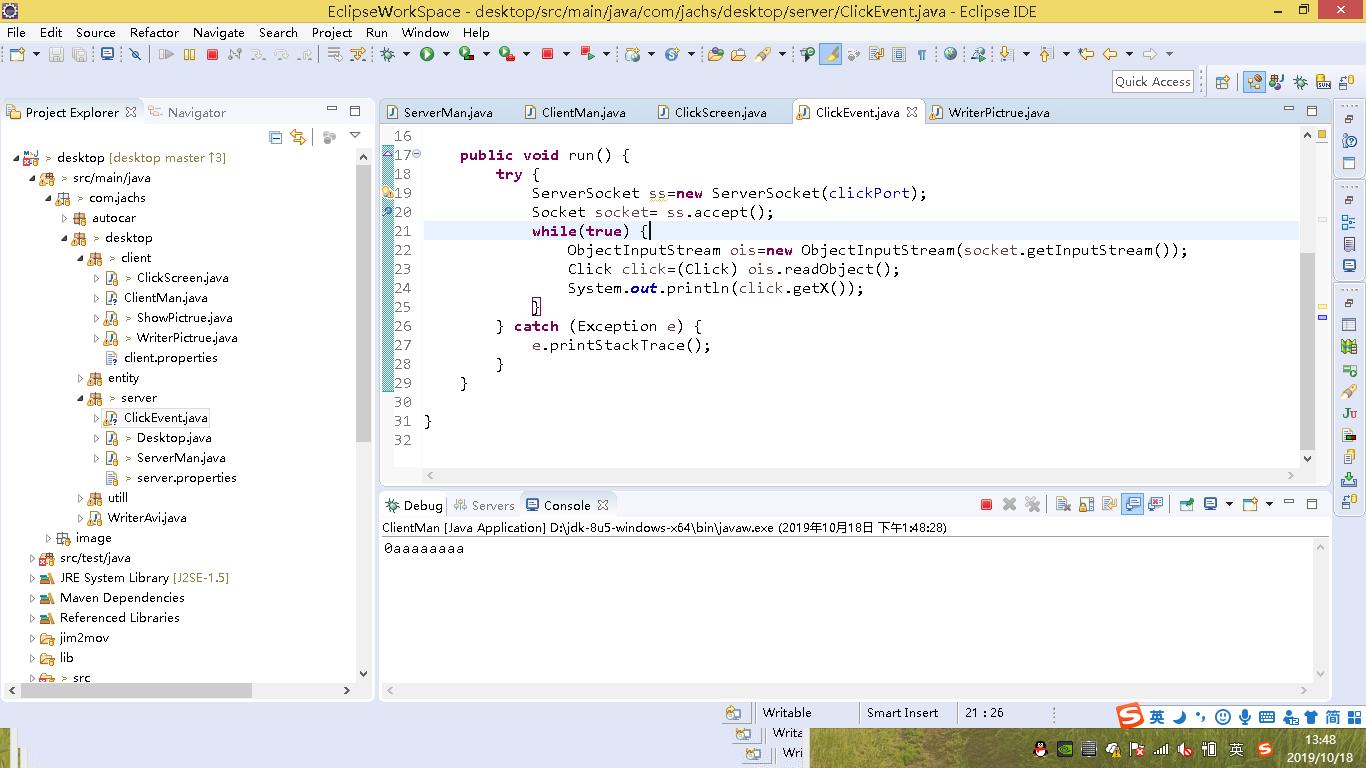 EclipseWorkSpace - desktop/src/main/java/com/jachs/desktop/server/ClickEvent.java - Eclipse IDE
File Edit Source Refactor Navigate Search Project Run Window Help
Quick Access
Project Explorer Navigator
ServerMan.java ClientMan.java ClickScreen.java ClickEvent.java WriterPictrue.java
> desktop [desktop master ↑3]
> src/main/java
> com.jachs
autocar
> desktop
> client
> ClickScreen.java
ClientMan.java
> ShowPictrue.java
> WriterPictrue.java
client.properties
entity
> server
ClickEvent.java
> Desktop.java
> ServerMan.java
> server.properties
utill
WriterAvi.java
image
src/test/java
JRE System Library [J2SE-1.5]
Maven Dependencies
Referenced Libraries
jim2mov
lib
> src
16
17 public void run() {
18 try {
19 ServerSocket ss=new ServerSocket(clickPort);
20 Socket socket= ss.accept();
21 while(true) {
22 ObjectInputStream ois=new ObjectInputStream(socket.getInputStream());
23 Click click=(Click) ois.readObject();
24 System.out.println(click.getX());
25 }
26 } catch (Exception e) {
27 e.printStackTrace();
28 }
29 }
30
31 }
32
Debug Servers Console
ClientMan [Java Application] D:\jdk-8u5-windows-x64\bin\javaw.exe (2019年10月18日 下午1:48:28)
0aaaaaaaa
Writable Smart Insert 21 : 26
英 简
Writa
Wri
英
13:48
2019/10/18